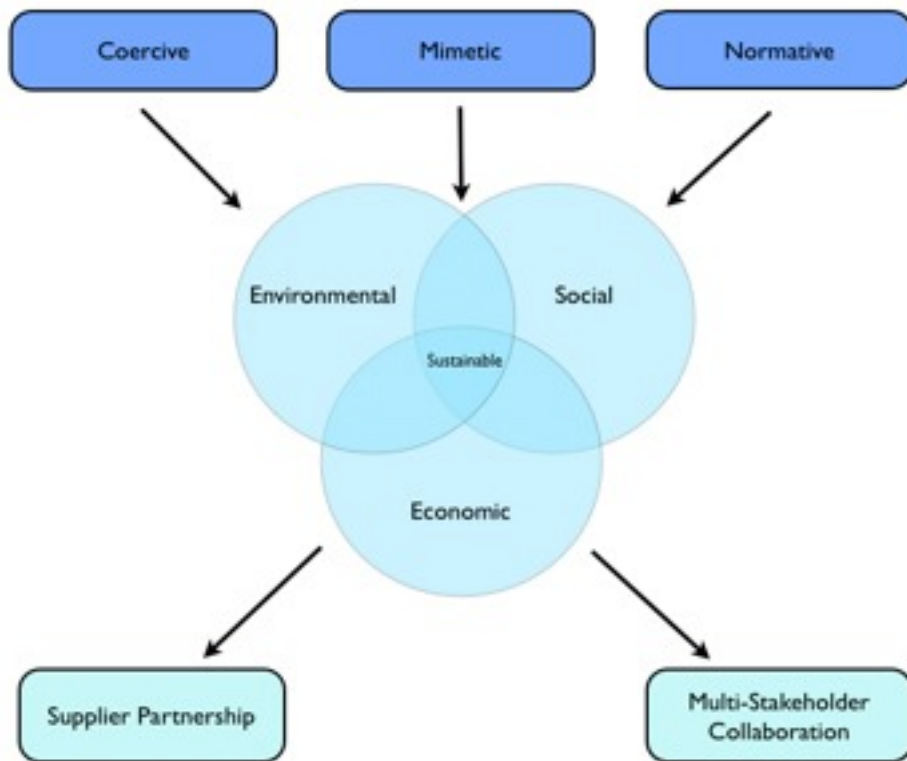 Coercive
Mimetic
Normative
Environmental
Social
Sustainable
Economic
Supplier Partnership
Multi-Stakeholder
Collaboration